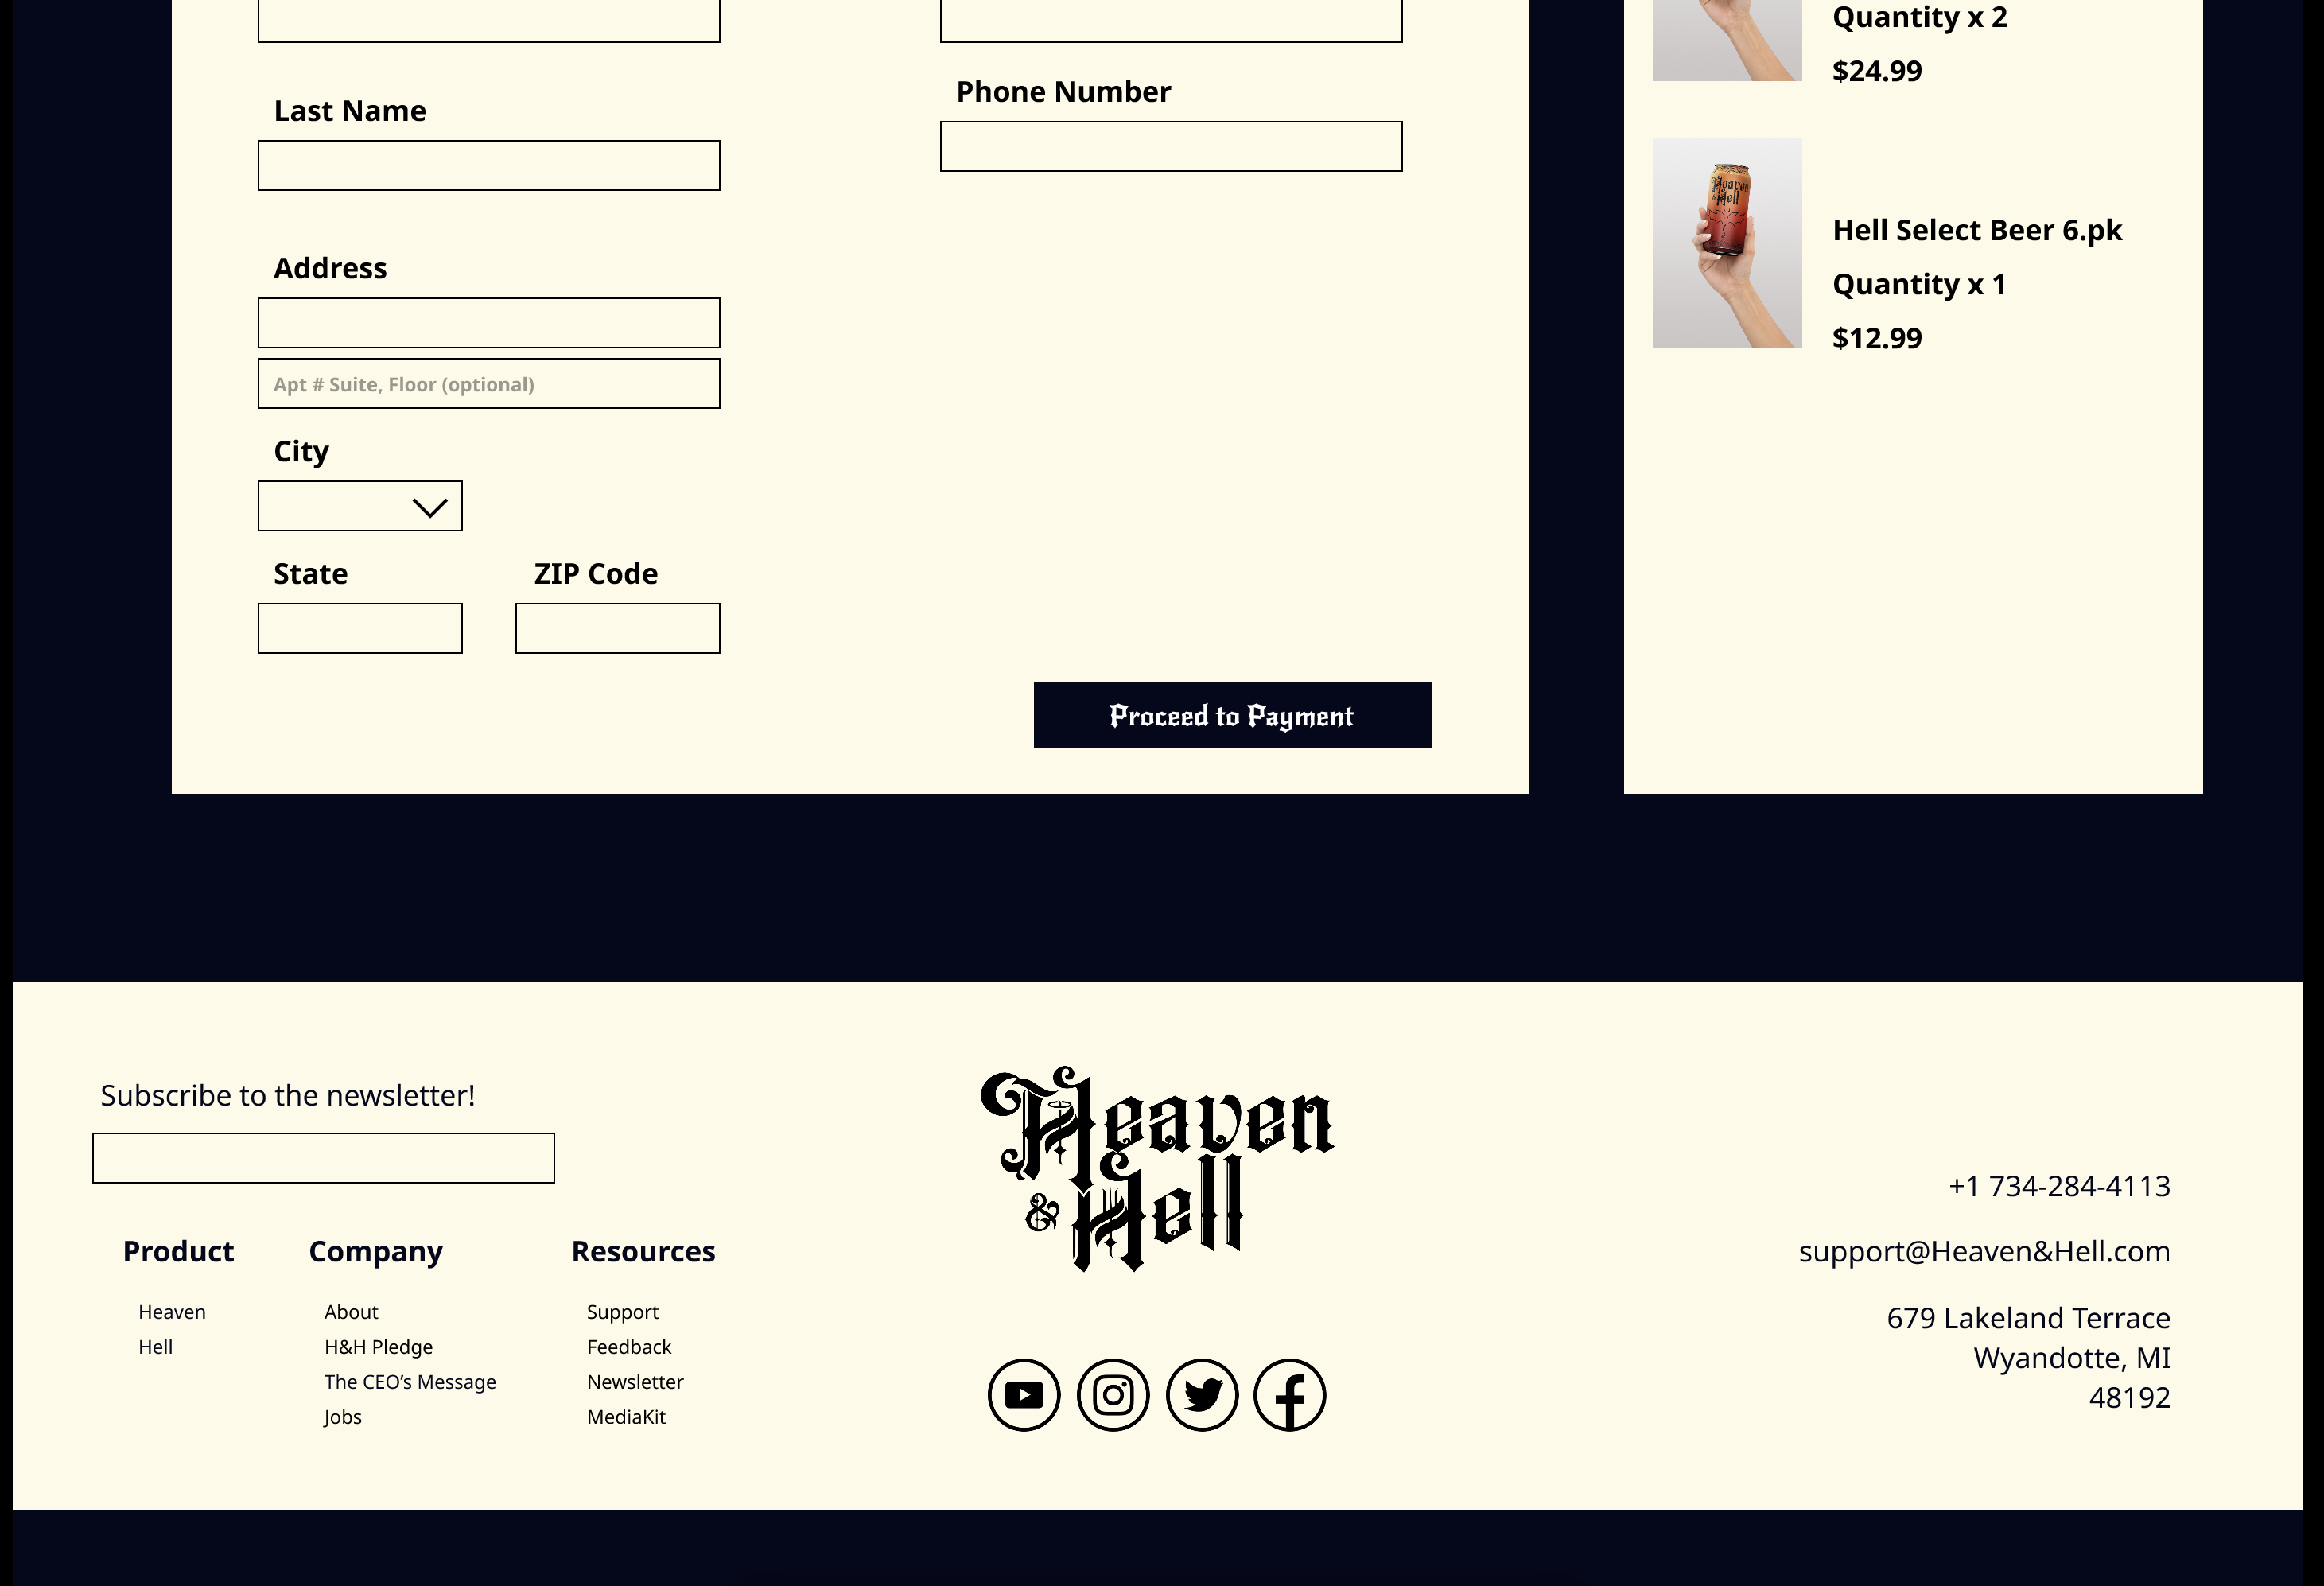 Last Name
Address
Apt # Suite, Floor (optional)
City
State
ZIP Code
Phone Number
Proceed to Payment
Quantity x 2
$24.99
Heaven
& Hell
Hell Select Beer 6.pk
Quantity x 1
$12.99
Subscribe to the newsletter!
Product
Heaven
Hell
Company
About
H&H Pledge
The CEO’s Message
Jobs
Resources
Support
Feedback
Newsletter
MediaKit
Heaven
& Hell
+1 734-284-4113
support@Heaven&Hell.com
679 Lakeland Terrace
Wyandotte, MI
48192